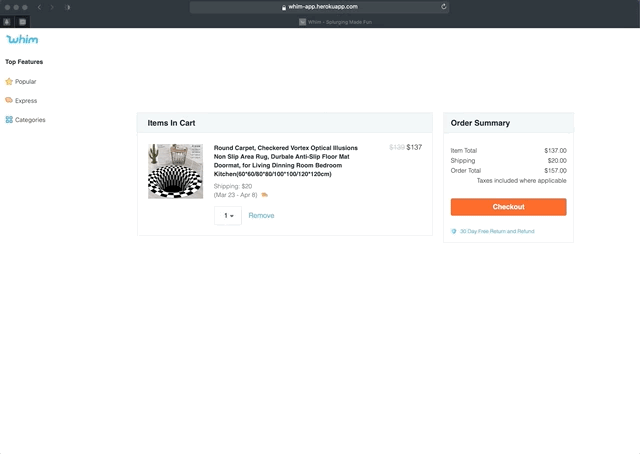 whim-app.herokuapp.com
Whim - Splurging Made Fun
whim
Top Features
Popular
Express
Categories
Items In Cart
Round Carpet, Checkered Vortex Optical Illusions
Non Slip Area Rug, Durbale Anti-Slip Floor Mat
Doormat, for Living Dinning Room Bedroom
Kitchen(60*60/80*80/100*100/120*120cm)
$139 $137
Shipping: $20
(Mar 23 - Apr 8)
1
Remove
Order Summary
Item Total $137.00
Shipping $20.00
Order Total $157.00
Taxes included where applicable
Checkout
30 Day Free Return and Refund